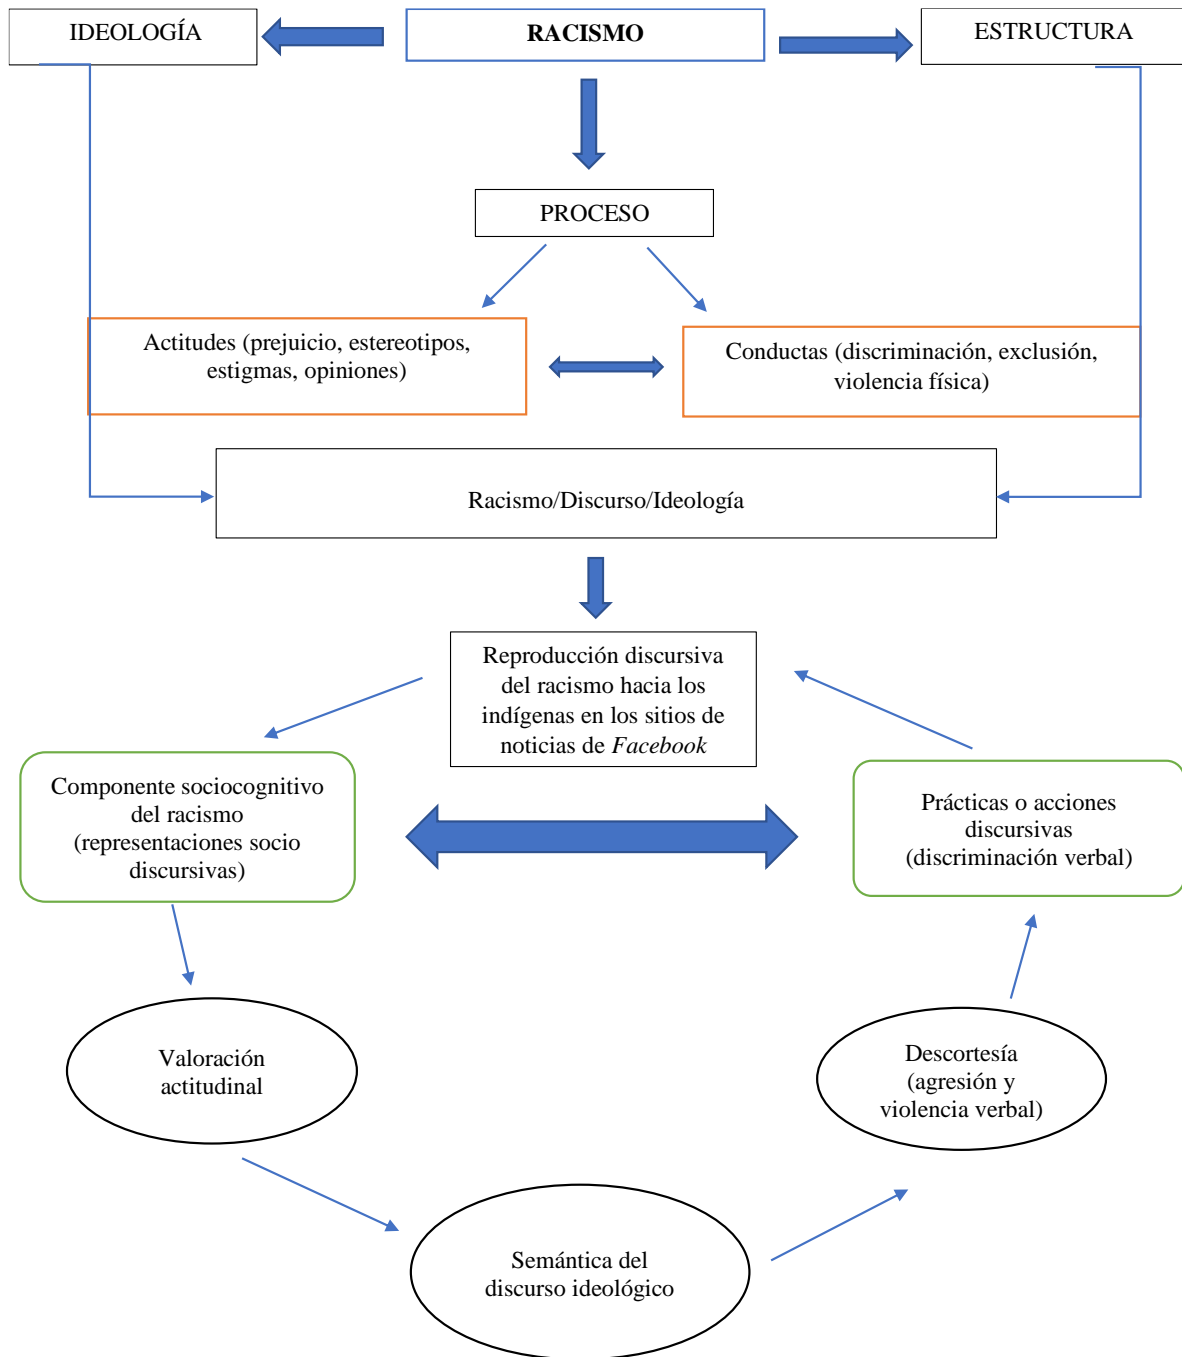 IDEOLOGÍA
RACISMO
ESTRUCTURA
PROCESO
Actitudes (prejuicio, estereotipos,
estigmas, opiniones)
Conductas (discriminación, exclusión,
violencia física)
Racismo/Discurso/Ideología
Reproducción discursiva
del racismo hacia los
indígenas en los sitios de
noticias de Facebook
Componente sociocognitivo
del racismo
(representaciones socio
discursivas)
Prácticas o acciones
discursivas
(discriminación verbal)
Valoración
actitudinal
Descortesía
(agresión y
violencia verbal)
Semántica del
discurso ideológico